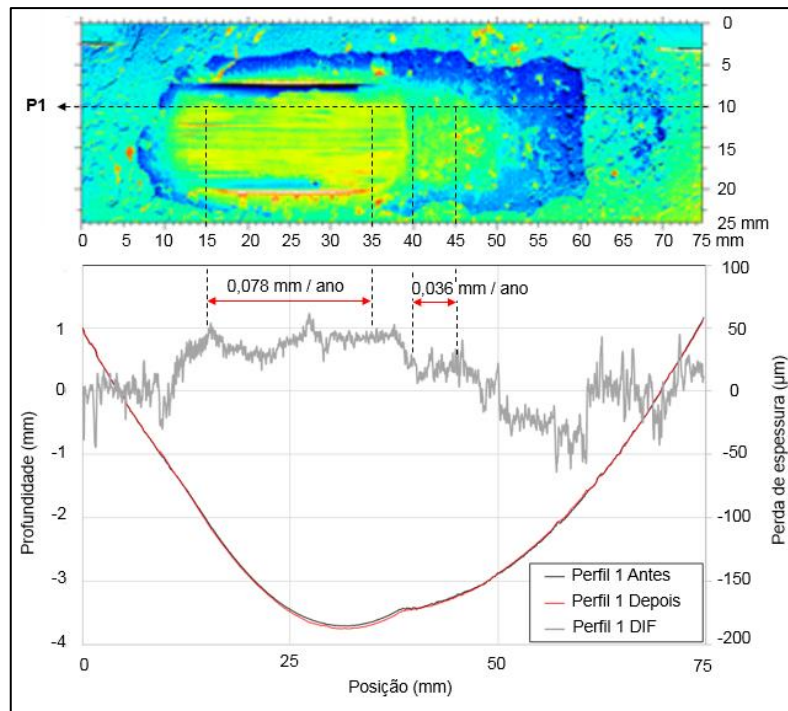 0
5
P1
10
15
20
25
mm
0 5 10 15 20 25 30 35 40 45 50 55 60 65 70 75
mm
100
0,078 mm / ano 0,036 mm / ano
1 50
0 0
-1 -50
-2 -100
-3 -150
-4 -200
Profundidade (mm)
Perda de espessura (µm)
Perfil 1 Antes
Perfil 1 Depois
Perfil 1 DIF
0 25 50 75
Posição (mm)